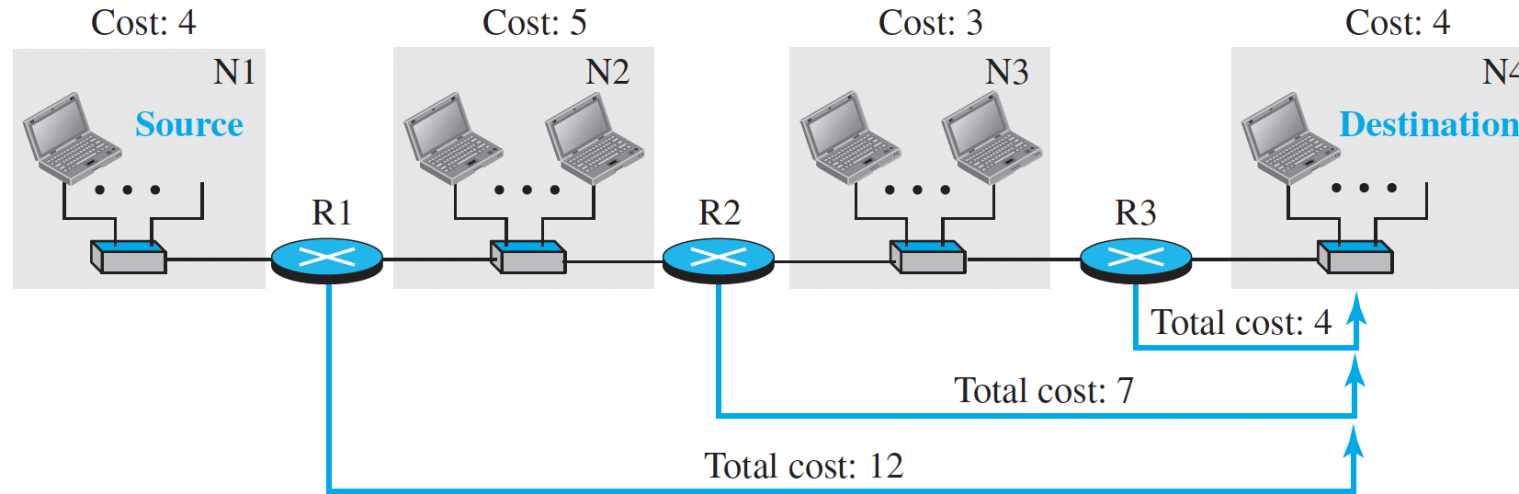 Cost: 4
Cost: 5
Cost: 3
Cost: 4
N1
N2
N3
N4
Source
Destination
R1
R2
R3
Total cost: 4
Total cost: 7
Total cost: 12